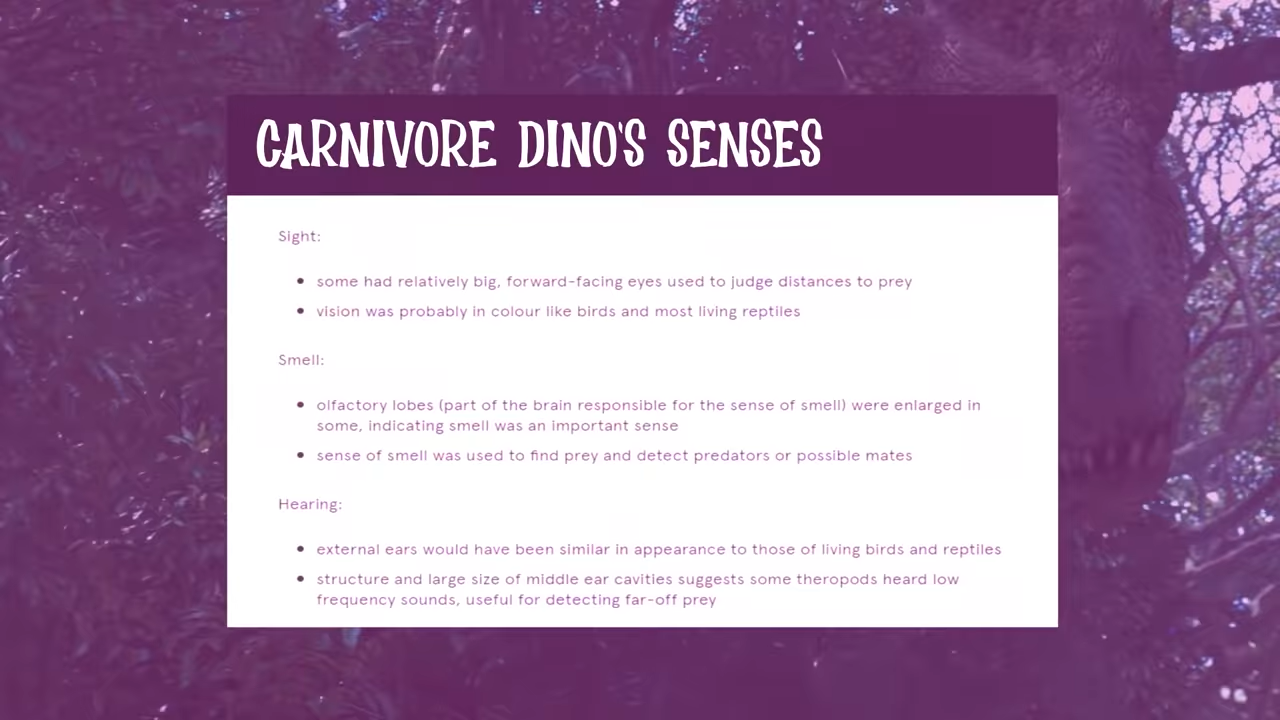 CARNIVORE DINO'S SENSES
Sight:
• some had relatively big, forward-facing eyes used to judge distances to prey
• vision was probably in colour like birds and most living reptiles
Smell:
• olfactory lobes (part of the brain responsible for the sense of smell) were enlarged in
some, indicating smell was an important sense
• sense of smell was used to find prey and detect predators or possible mates
Hearing:
• external ears would have been similar in appearance to those of living birds and reptiles
• structure and large size of middle ear cavities suggests some theropods heard low
frequency sounds, useful for detecting far-off prey